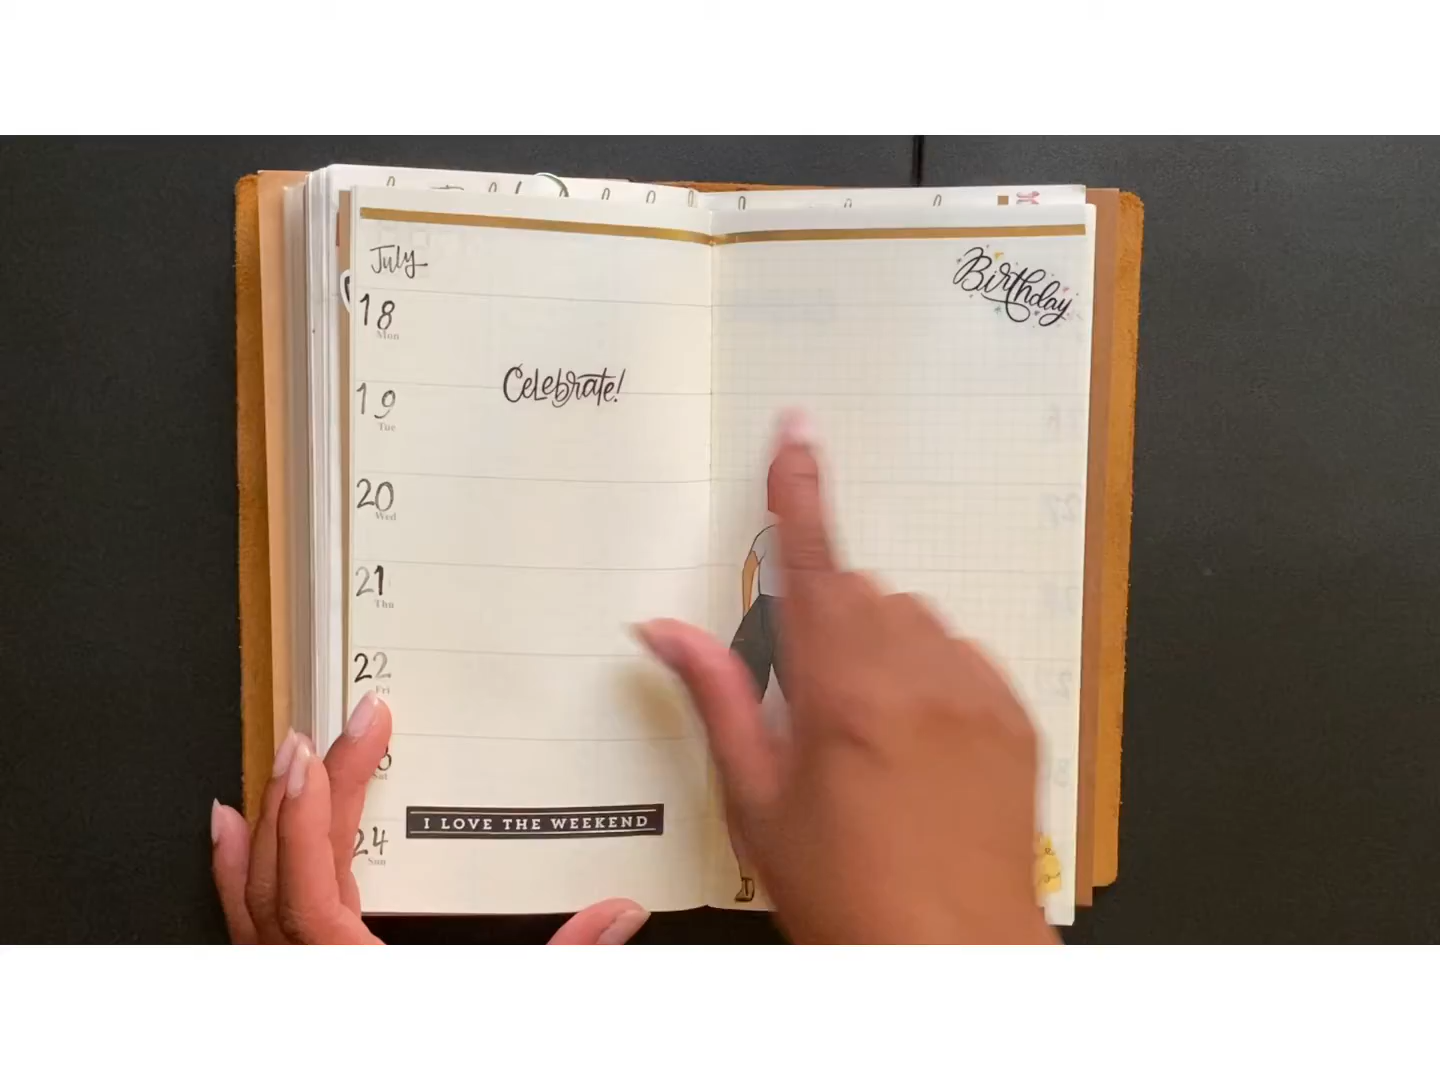 July
18
Mon
Celebrate!
19
Tue
20
Wed
21
Thu
22
Fri
Sat
I LOVE THE WEEKEND
24
Sun
Birthday